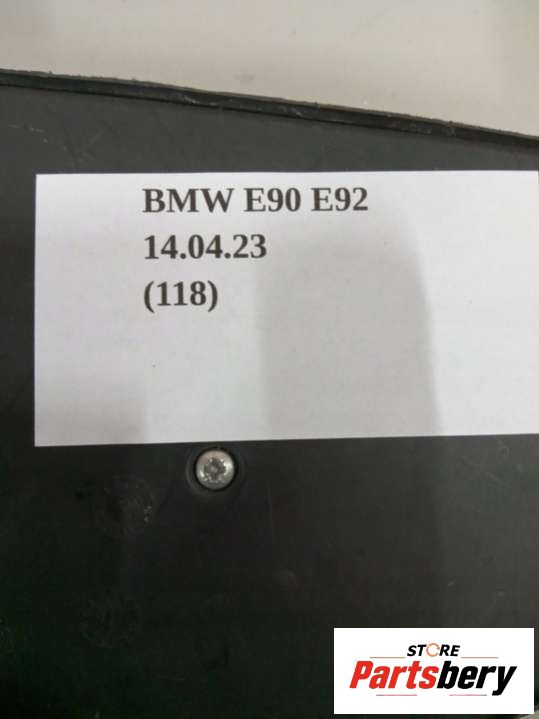 BMW E90 E92
14.04.23
(118)
STORE
Partsbery